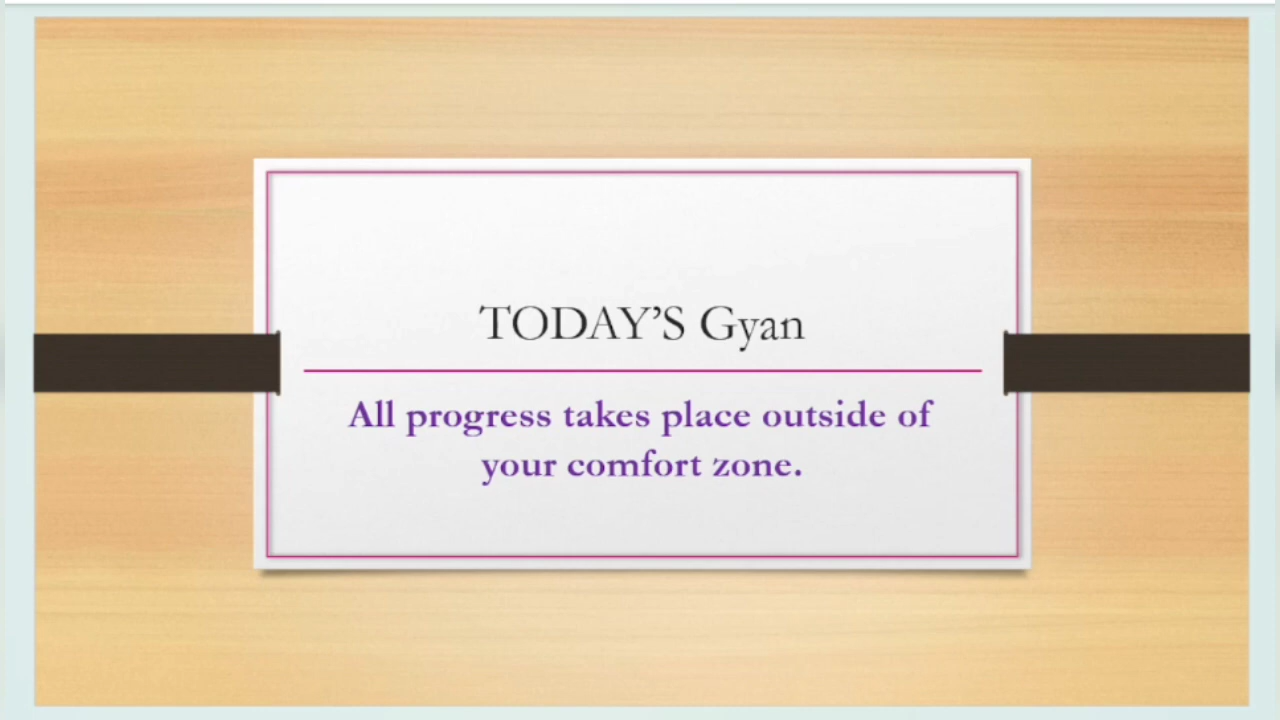 TODAY’S Gyan
All progress takes place outside of
your comfort zone.